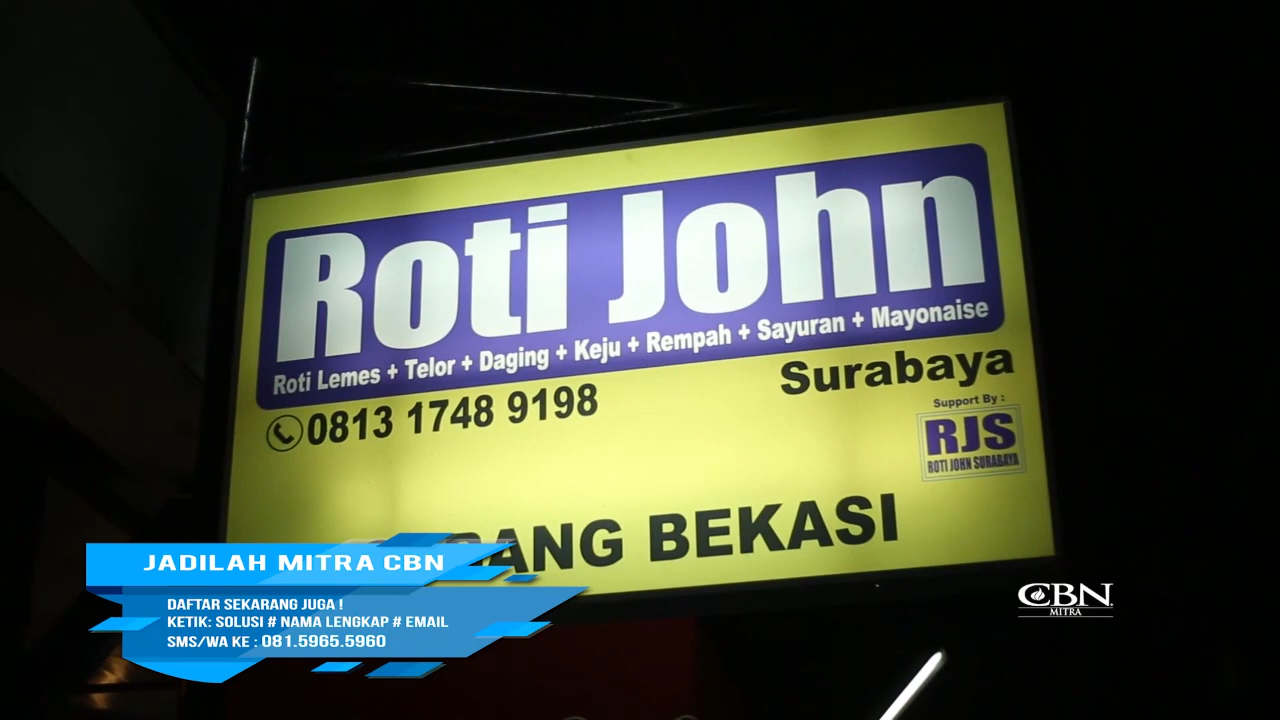 Roti John
Roti Lemes + Telor + Daging + Keju + Rempah + Sayuran + Mayonaise
0813 1748 9198
Surabaya
Support By :
RJS
ROTI JOHN SURABAYA
BEKASI
JADILAH MITRA CBN
DAFTAR SEKARANG JUGA !
KETIK: SOLUSI # NAMA LENGKAP # EMAIL
SMS/WA KE : 081.5965.5960
CBN
MITRA